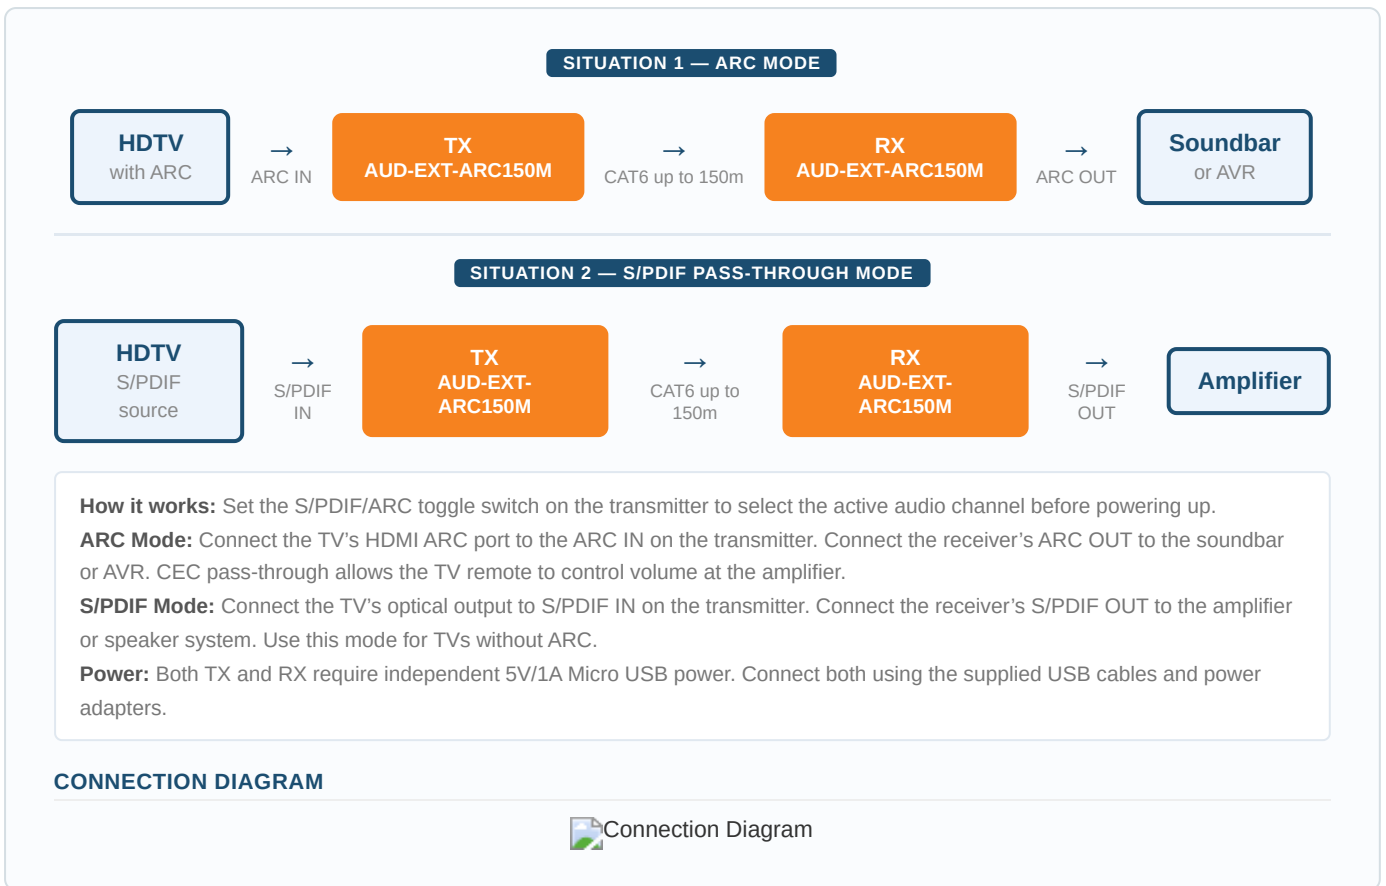 SITUATION 1 — ARC MODE
HDTV
with ARC
→
ARC IN
TX
AUD-EXT-ARC150M
→
CAT6 up to 150m
RX
AUD-EXT-ARC150M
→
ARC OUT
Soundbar
or AVR
SITUATION 2 — S/PDIF PASS-THROUGH MODE
HDTV
S/PDIF
source
→
S/PDIF
IN
TX
AUD-EXT-
ARC150M
→
CAT6 up to
150m
RX
AUD-EXT-
ARC150M
→
S/PDIF
OUT
Amplifier
How it works: Set the S/PDIF/ARC toggle switch on the transmitter to select the active audio channel before powering up.
ARC Mode: Connect the TV’s HDMI ARC port to the ARC IN on the transmitter. Connect the receiver’s ARC OUT to the soundbar
or AVR. CEC pass-through allows the TV remote to control volume at the amplifier.
S/PDIF Mode: Connect the TV’s optical output to S/PDIF IN on the transmitter. Connect the receiver’s S/PDIF OUT to the amplifier
or speaker system. Use this mode for TVs without ARC.
Power: Both TX and RX require independent 5V/1A Micro USB power. Connect both using the supplied USB cables and power
adapters.
CONNECTION DIAGRAM
Connection Diagram